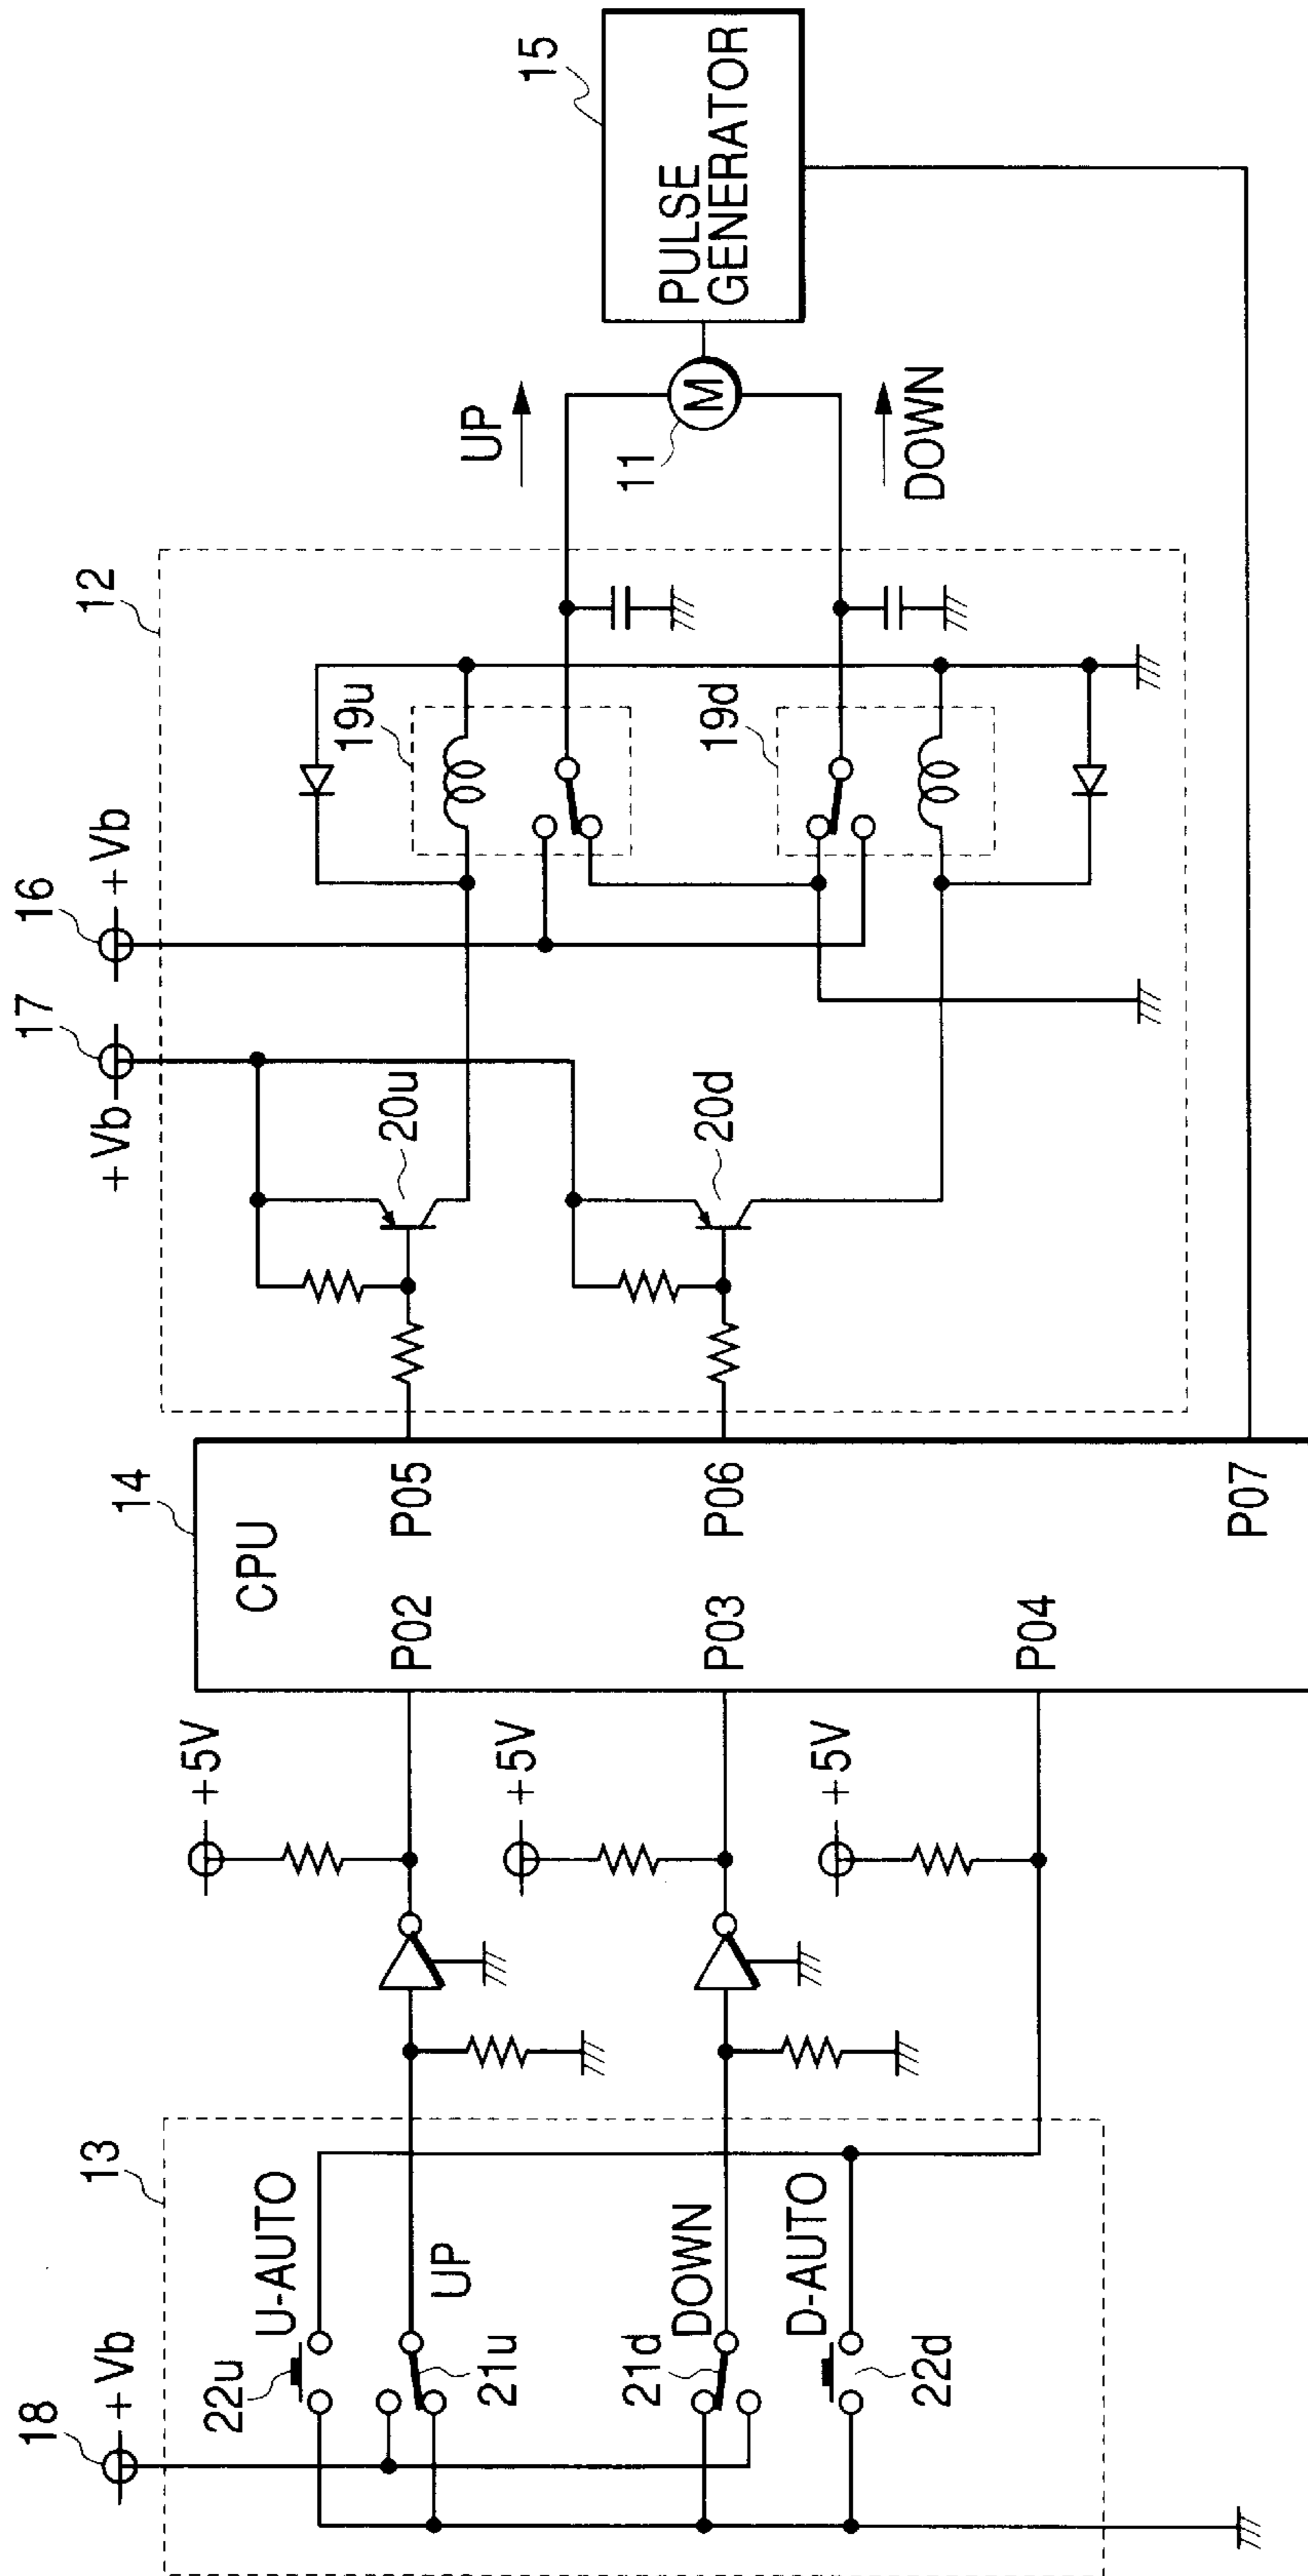 18
+Vb
13
22u
U-AUTO
UP
21u
21d
DOWN
D-AUTO
22d
+5V
+5V
+5V
14
CPU
P02
P05
P03
P06
P04
P07
12
17
+Vb
16
+Vb
20u
20d
19u
19d
UP
11
M
DOWN
15
PULSE
GENERATOR